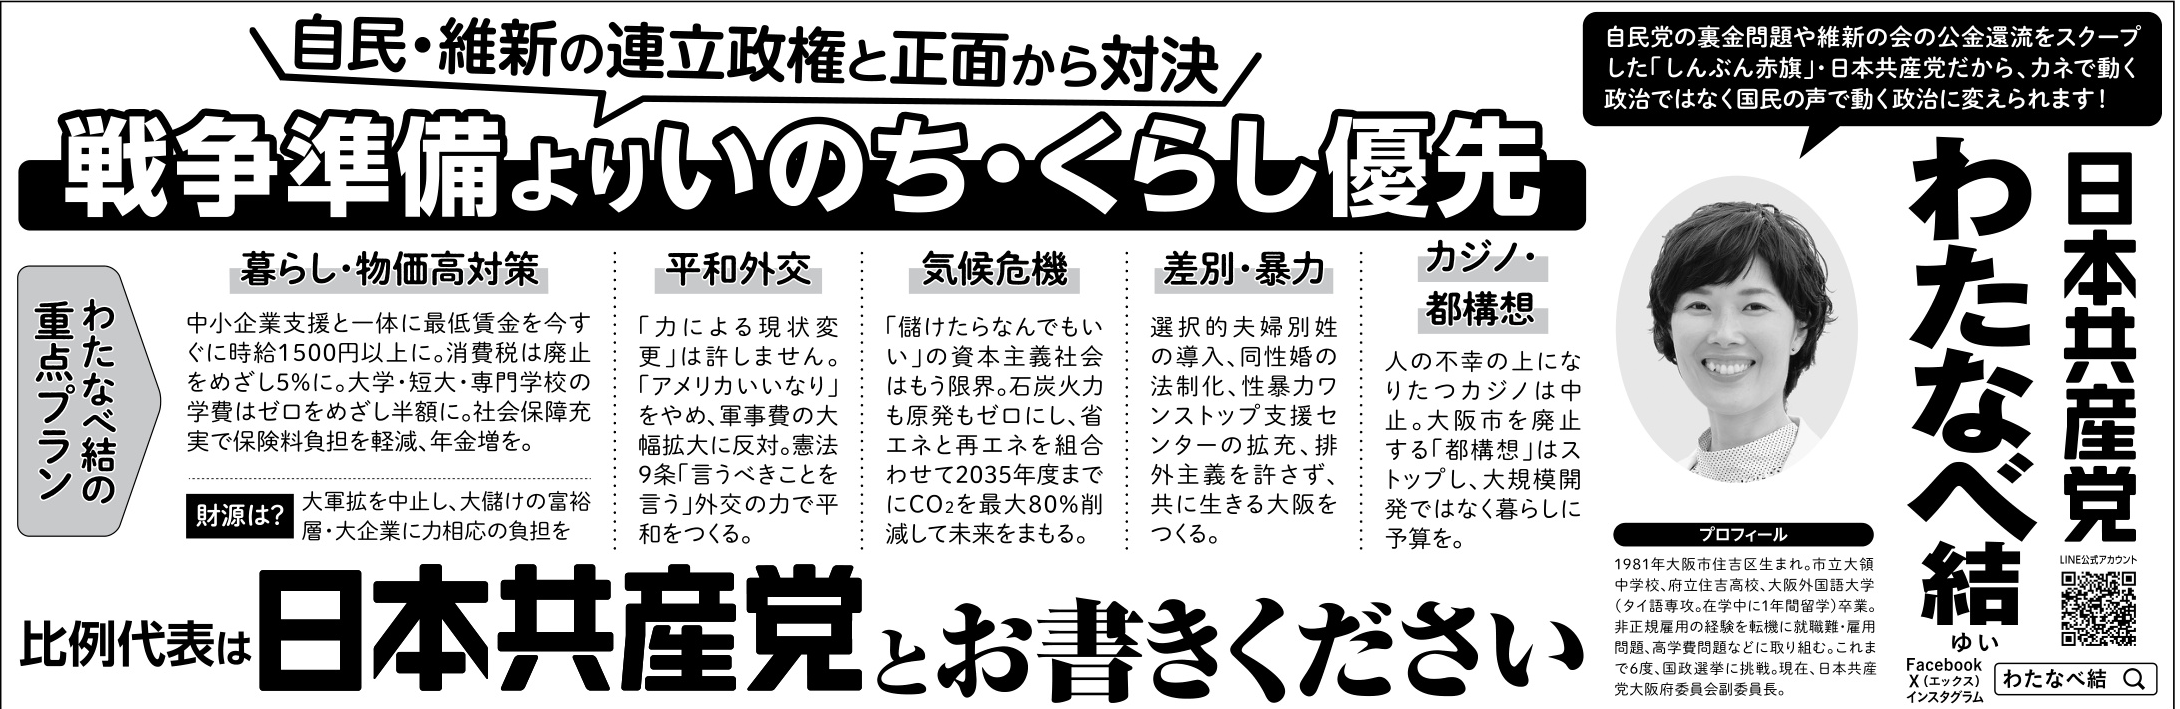 自民・維新の連立政権と正面から対決
戦争準備よりいのち・くらし優先
わたなべ結の
重点プラン
暮らし・物価高対策
中小企業支援と一体に最低賃金を今す
ぐに時給1500円以上に。消費税は廃止
をめざし5%に。大学・短大・専門学校の
学費はゼロをめざし半額に。社会保障充
実で保険料負担を軽減、年金増を。
財源は?
大軍拡を中止し、大儲けの富裕
層・大企業に力相応の負担を
平和外交
「力による現状変
更」は許しません。
「アメリカいいなり」
をやめ、軍事費の大
幅拡大に反対。憲法
9条「言うべきことを
言う」外交の力で平
和をつくる。
気候危機
「儲けたらなんでもい
い」の資本主義社会
はもう限界。石炭火力
も原発もゼロにし、省
エネと再エネを組合
わせて2035年度まで
にCO₂を最大80%削
減して未来をまもる。
差別・暴力
選択的夫婦別姓
の導入、同性婚の
法制化、性暴力ワ
ンストップ支援セ
ンターの拡充、排
外主義を許さず、
共に生きる大阪を
つくる。
カジノ・
都構想
人の不幸の上にな
りたつカジノは中
止。大阪市を廃止
する「都構想」はス
トップし、大規模開
発ではなく暮らしに
予算を。
比例代表は日本共産党とお書きください
自民党の裏金問題や維新の会の公金還流をスクープ
した「しんぶん赤旗」・日本共産党だから、カネで動く
政治ではなく国民の声で動く政治に変えられます!
日本共産党
わたなべ結
ゆい
プロフィール
1981年大阪市住吉区生まれ。市立大領
中学校、府立住吉高校、大阪外国語大学
(タイ語専攻。在学中に1年間留学)卒業。
非正規雇用の経験を転機に就職難・雇用
問題、高学費問題などに取り組む。これま
で6度、国政選挙に挑戦。現在、日本共産
党大阪府委員会副委員長。
LINE公式アカウント
Facebook
X(エックス)
インスタグラム
わたなべ結